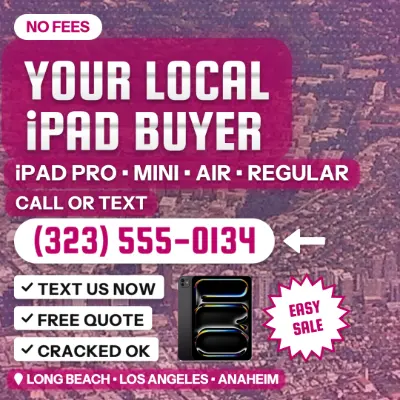 NO FEES
YOUR LOCAL
iPAD BUYER
iPAD PRO • MINI • AIR • REGULAR
CALL OR TEXT
(323) 555-0134
✓ TEXT US NOW
✓ FREE QUOTE
✓ CRACKED OK
EASY
SALE
LONG BEACH • LOS ANGELES • ANAHEIM